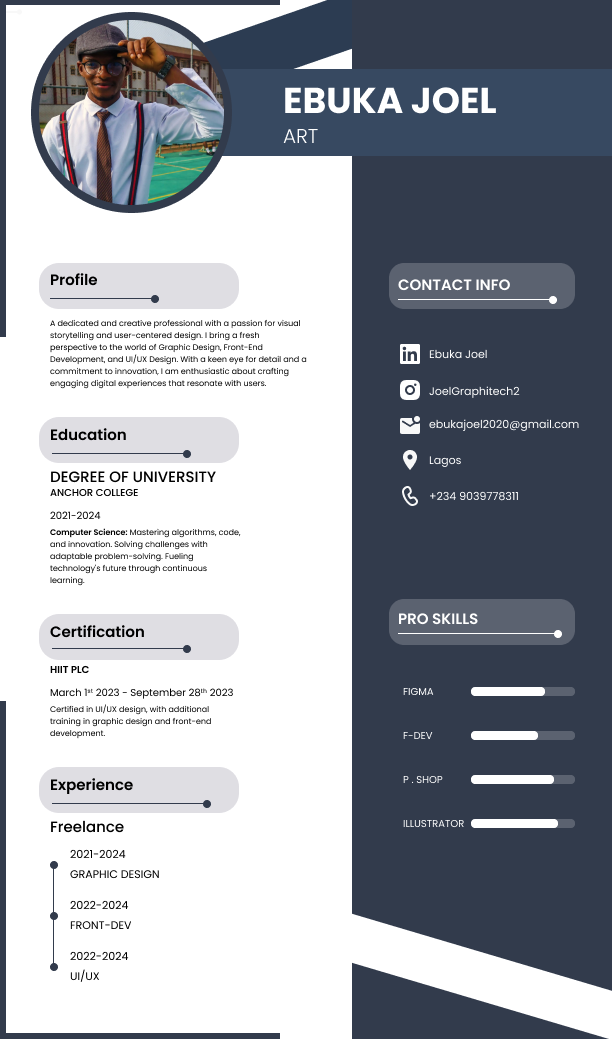 EBUKA JOEL
ART
Profile
A dedicated and creative professional with a passion for visual
storytelling and user-centered design. I bring a fresh
perspective to the world of Graphic Design, Front-End
Development, and UI/UX Design. With a keen eye for detail and a
commitment to innovation, I am enthusiastic about crafting
engaging digital experiences that resonate with users.
Education
DEGREE OF UNIVERSITY
ANCHOR COLLEGE
2021-2024
Computer Science: Mastering algorithms, code,
and innovation. Solving challenges with
adaptable problem-solving. Fueling
technology's future through continuous
learning.
Certification
HIIT PLC
March 1st 2023 - September 28th 2023
Certified in UI/UX design, with additional
training in graphic design and front-end
development.
Experience
Freelance
2021-2024
GRAPHIC DESIGN
2022-2024
FRONT-DEV
2022-2024
UI/UX
CONTACT INFO
Ebuka Joel
JoelGraphitech2
ebukajoel2020@gmail.com
Lagos
+234 9039778311
PRO SKILLS
FIGMA
F-DEV
P . SHOP
ILLUSTRATOR